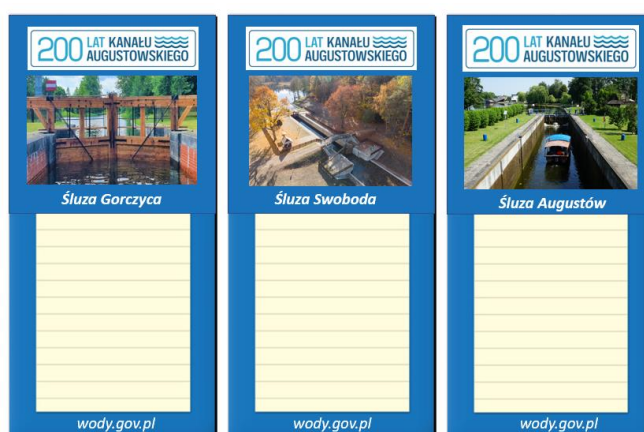 200 LAT KANAŁU
AUGUSTOWSKIEGO
Śluza Gorczyca
wody.gov.pl
200 LAT KANAŁU
AUGUSTOWSKIEGO
Śluza Swoboda
wody.gov.pl
200 LAT KANAŁU
AUGUSTOWSKIEGO
Śluza Augustów
wody.gov.pl